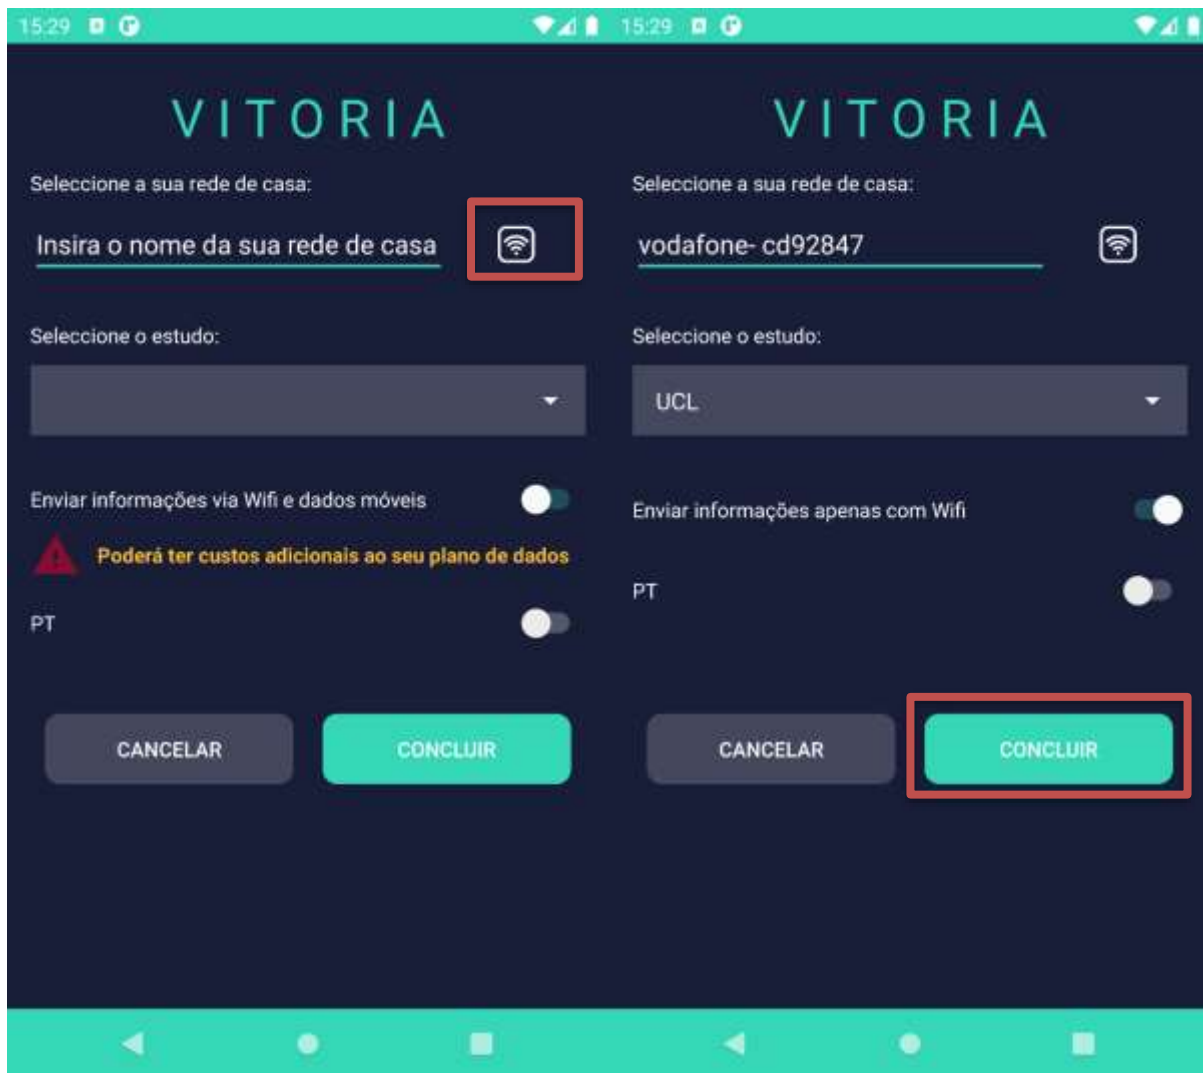 15:29
VITORIA
Seleccione a sua rede de casa:
Insira o nome da sua rede de casa
Seleccione o estudo:
Enviar informações via Wifi e dados móveis
Poderá ter custos adicionais ao seu plano de dados
PT
CANCELAR
CONCLUIR
15:29
VITORIA
Seleccione a sua rede de casa:
vodafone- cd92847
Seleccione o estudo:
UCL
Enviar informações apenas com Wifi
PT
CANCELAR
CONCLUIR